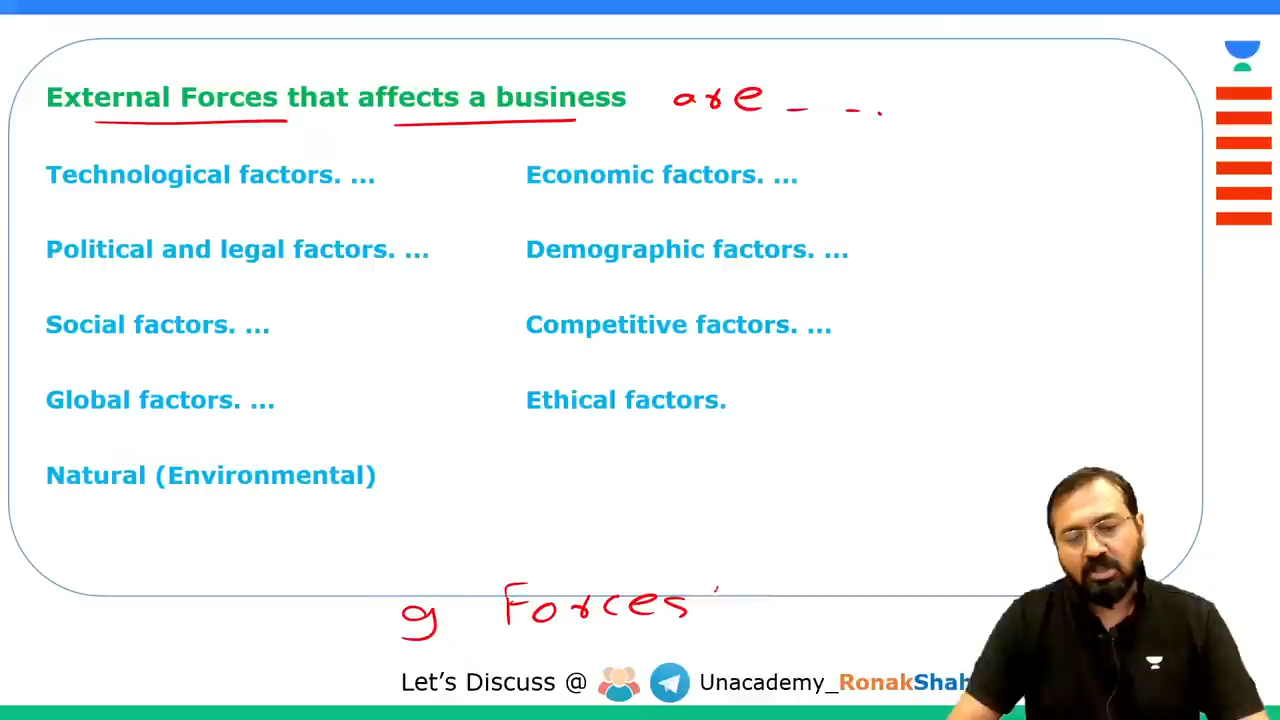 External Forces that affects a business are - - .
Technological factors. ... Economic factors. ...
Political and legal factors. ... Demographic factors. ...
Social factors. ... Competitive factors. ...
Global factors. ... Ethical factors.
Natural (Environmental)
9 Forces
Let's Discuss @ Unacademy_RonakShah